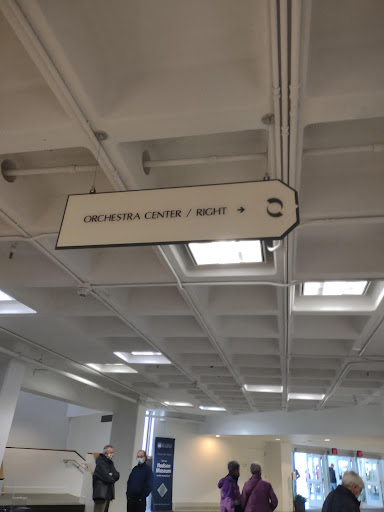 ORCHESTRA CENTER / RIGHT →